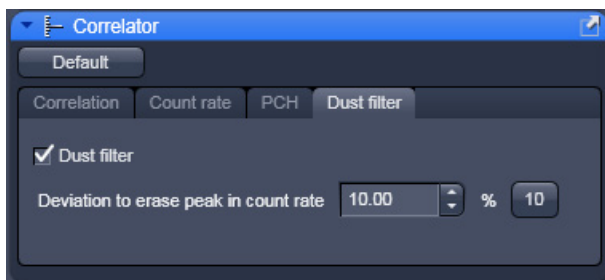 Correlator
Default
Correlation Count rate PCH Dust filter
Dust filter
Deviation to erase peak in count rate 10.00 % 10